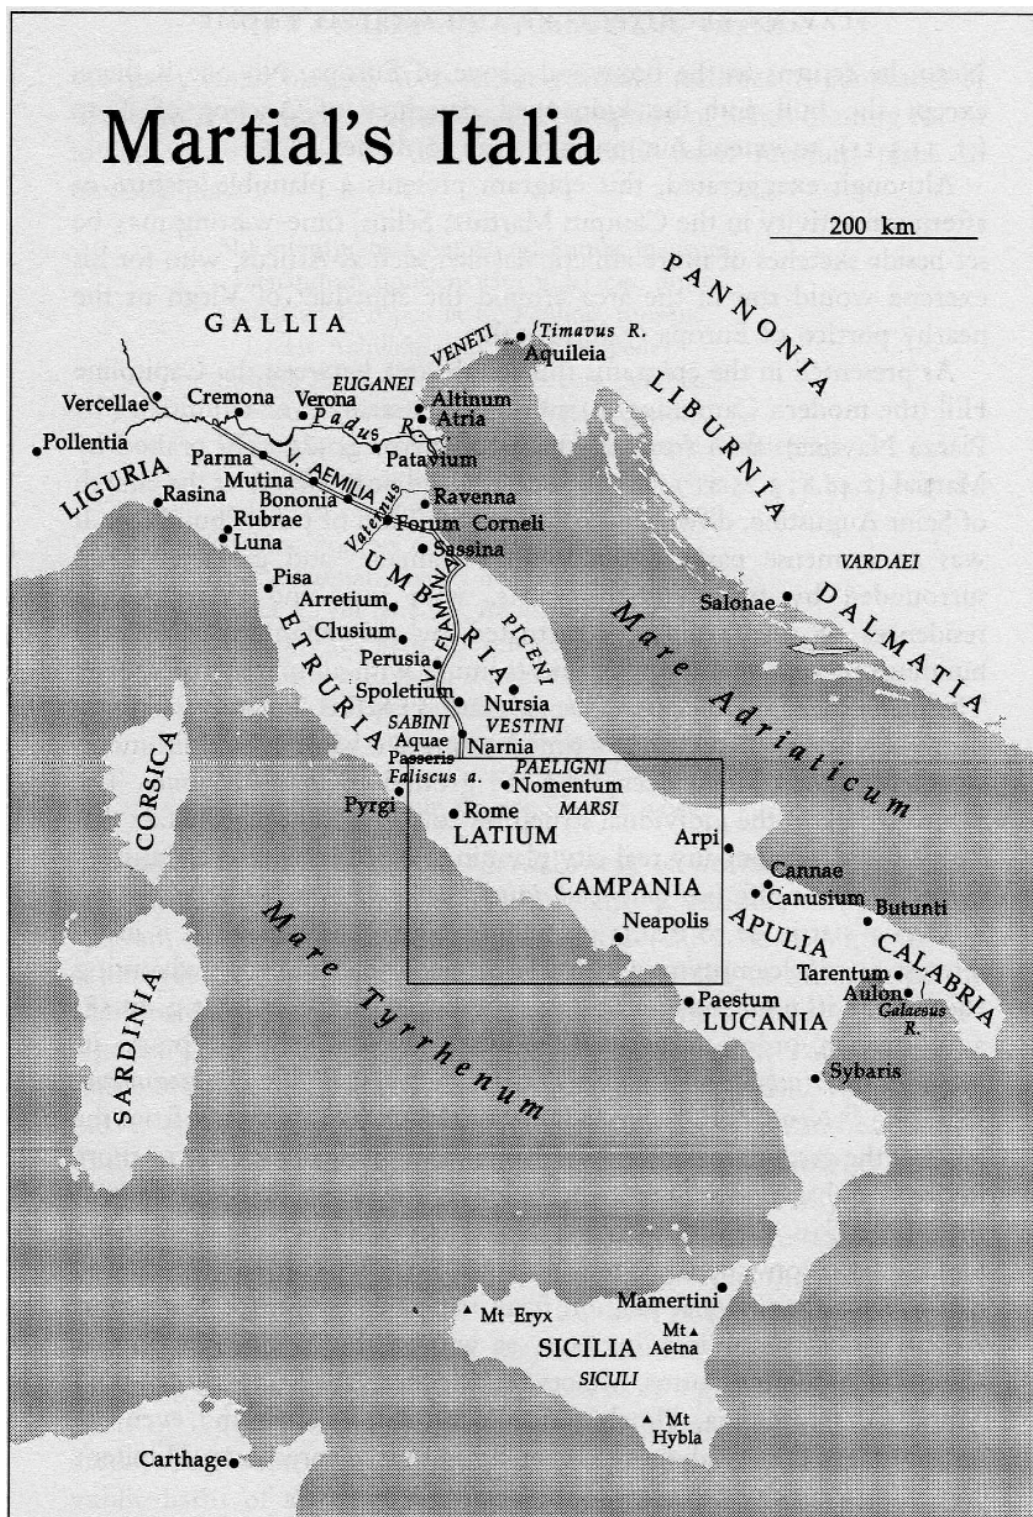 Martial's Italia
200 km
PANNONIA
GALLIA
VENETI
{Timavus R.
Aquileia
LIBURNIA
EUGANEI
Vercellae
Cremona
Verona
Altinum
Padus R.
Atria
Pollentia
Parma
Patavium
V. AEMILIA
LIGURIA
Mutina
Rasina
Bononia
Vaternus
Ravenna
Rubrae
Forum Corneli
Luna
Sassina
VARDAEI
UMBRIA
Pisa
V. FLAMINIA
Salonae
DALMATIA
Arretium
PICENI
Mare Adriaticum
Clusium
ETRURIA
Perusia
Spoletium
Nursia
SABINI
VESTINI
Aquae
Passeris
Narnia
CORSICA
Faliscus a.
PAELIGNI
Nomentum
Pyrgi
Rome
MARSI
LATIUM
Arpi
Cannae
CAMPANIA
Canusium
Butunti
Mare Tyrrhenum
Neapolis
APULIA
CALABRIA
SARDINIA
Tarentum
Aulon
Paestum
Galaesus
R.
LUCANIA
Sybaris
Mamertini
Mt Eryx
SICILIA
Mt
Aetna
SICULI
Mt
Hybla
Carthage